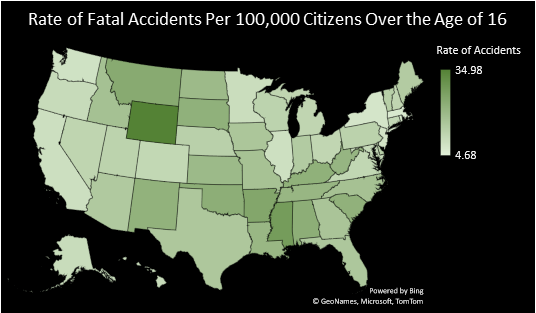 Rate of Fatal Accidents Per 100,000 Citizens Over the Age of 16
Rate of Accidents
34.98
4.68
Powered by Bing
© GeoNames, Microsoft, TomTom